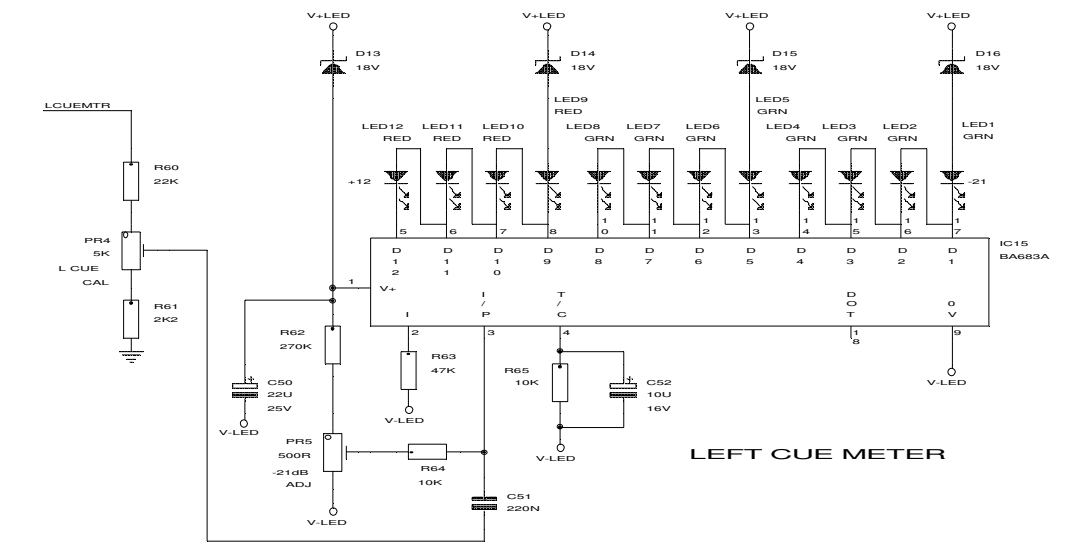 V+LED V+LED V+LED V+LED
D13
18V
D14
18V
D15
18V
D16
18V
LCUEMTR
LED9
RED
LED5
GRN
LED1
GRN
LED12
RED
LED11
RED
LED10
RED
LED8
GRN
LED7
GRN
LED6
GRN
LED4
GRN
LED3
GRN
LED2
GRN
+12
-21
R60
22K
5 6 7 8 10 11 12 13 14 15 16 17
PR4
5K
L CUE
CAL
IC15
BA683A
D12 D11 D10 D9 D8 D7 D6 D5 D4 D3 D2 D1
1
V+
I
I/P
T/C
DOT
0V
2 3 4 18 9
R61
2K2
R62
270K
R63
47K
R65
10K
C52
10U
16V
C50
22U
25V
V-LED
V-LED
V-LED
V-LED
PR5
500R
-21dB
ADJ
R64
10K
C51
220N
V-LED
LEFT CUE METER